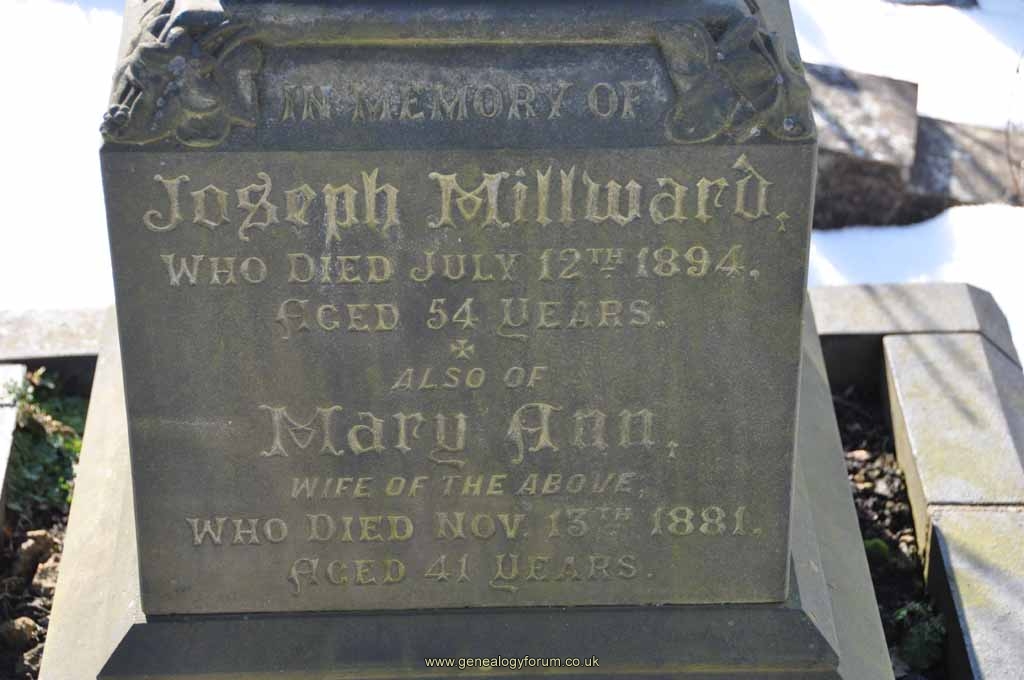 IN MEMORY OF
Joseph Millward,
WHO DIED JULY 12TH 1894.
AGED 54 YEARS.
ALSO OF
Mary Ann,
WIFE OF THE ABOVE,
WHO DIED NOV. 13TH 1881.
AGED 41 YEARS.
www.genealogyforum.co.uk